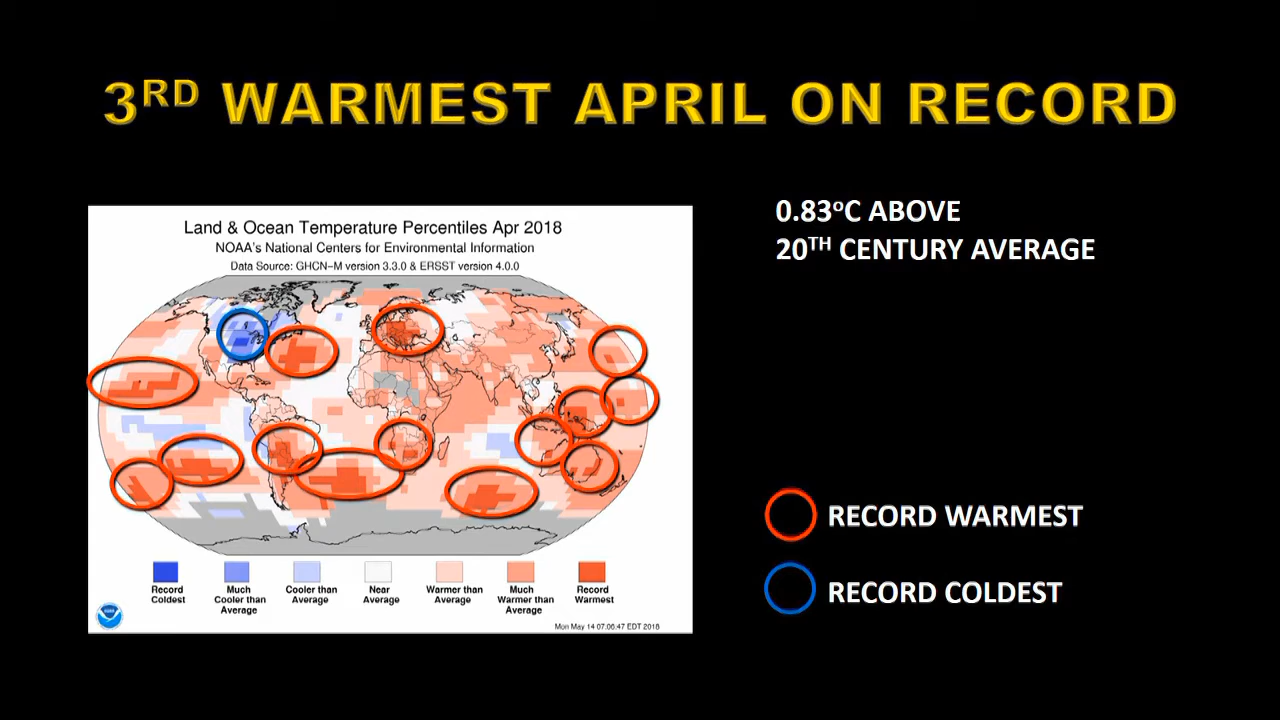 3RD WARMEST APRIL ON RECORD
0.83oC ABOVE
20TH CENTURY AVERAGE
Land & Ocean Temperature Percentiles Apr 2018
NOAA's National Centers for Environmental Information
Data Source: GHCN–M version 3.3.0 & ERSST version 4.0.0
RECORD WARMEST
RECORD COLDEST
Record
Coldest
Much
Cooler than
Average
Cooler than
Average
Near
Average
Warmer than
Average
Much
Warmer than
Average
Record
Warmest
Mon May 14 07:06:47 EDT 2018